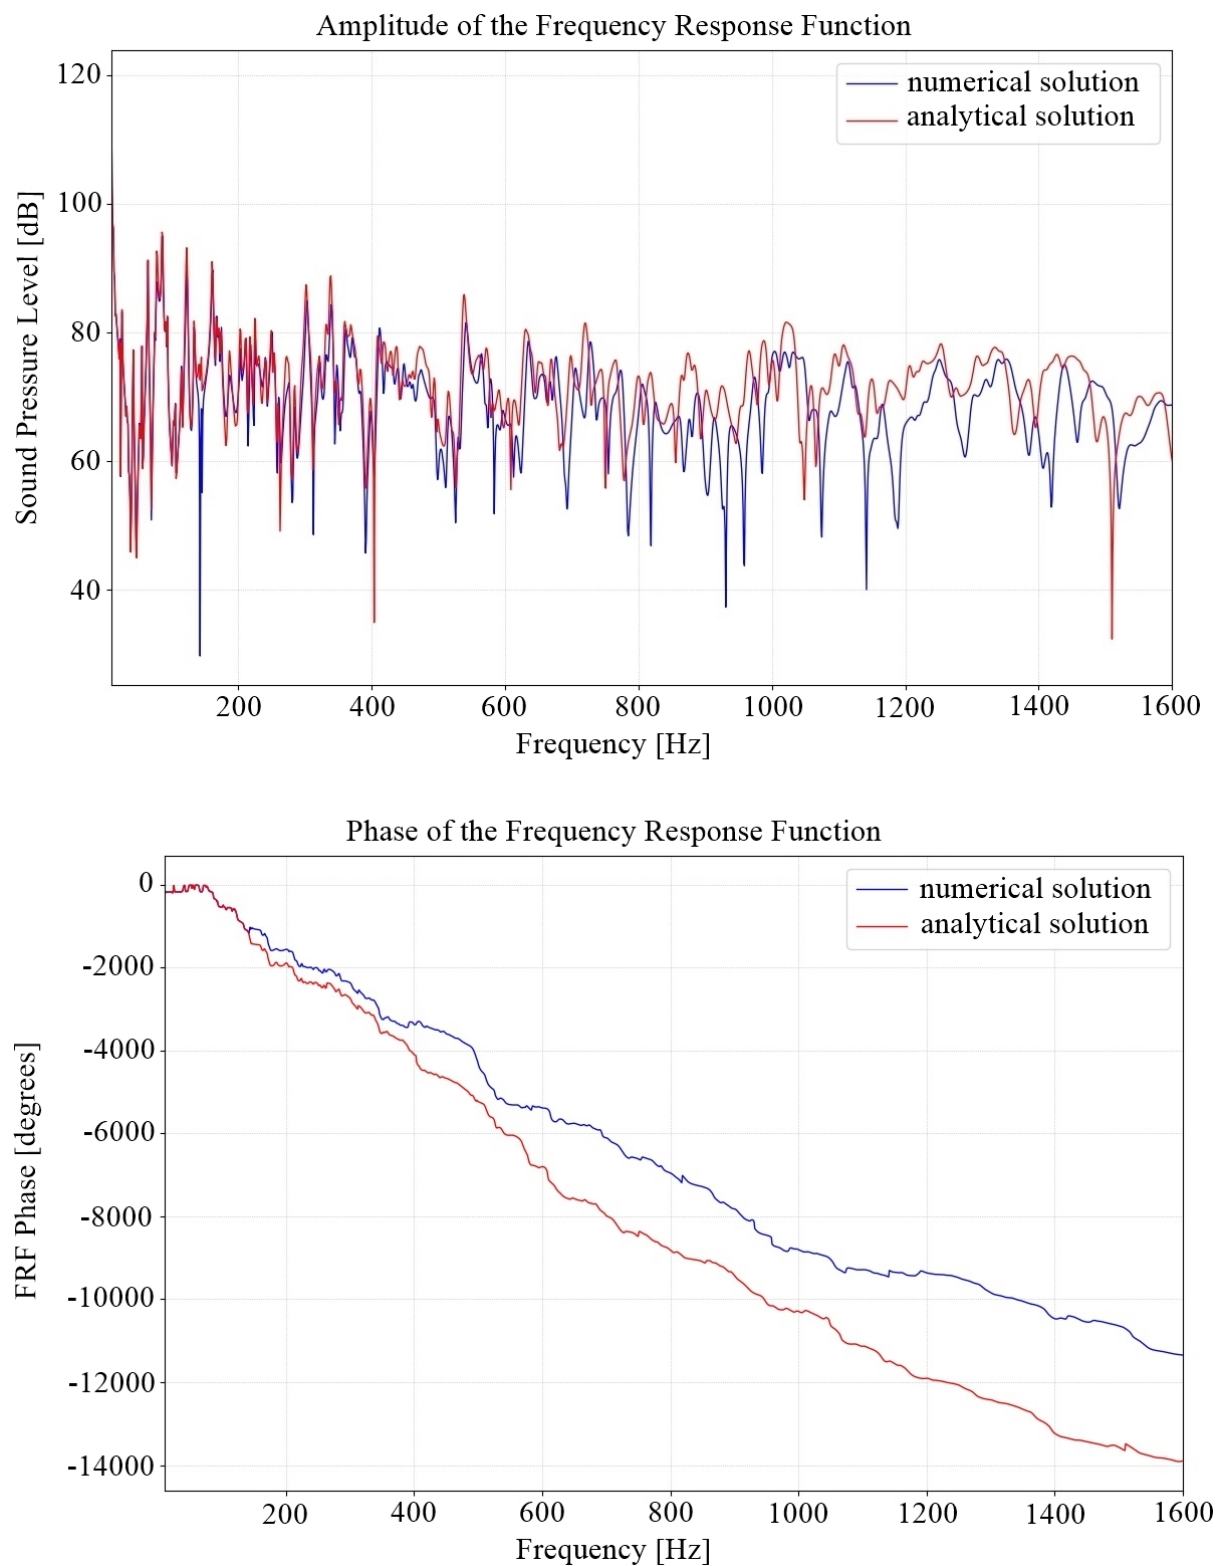 Amplitude of the Frequency Response Function
numerical solution
analytical solution
Sound Pressure Level [dB]
120
100
80
60
40
200 400 600 800 1000 1200 1400 1600
Frequency [Hz]
Phase of the Frequency Response Function
numerical solution
analytical solution
FRF Phase [degrees]
0
-2000
-4000
-6000
-8000
-10000
-12000
-14000
200 400 600 800 1000 1200 1400 1600
Frequency [Hz]